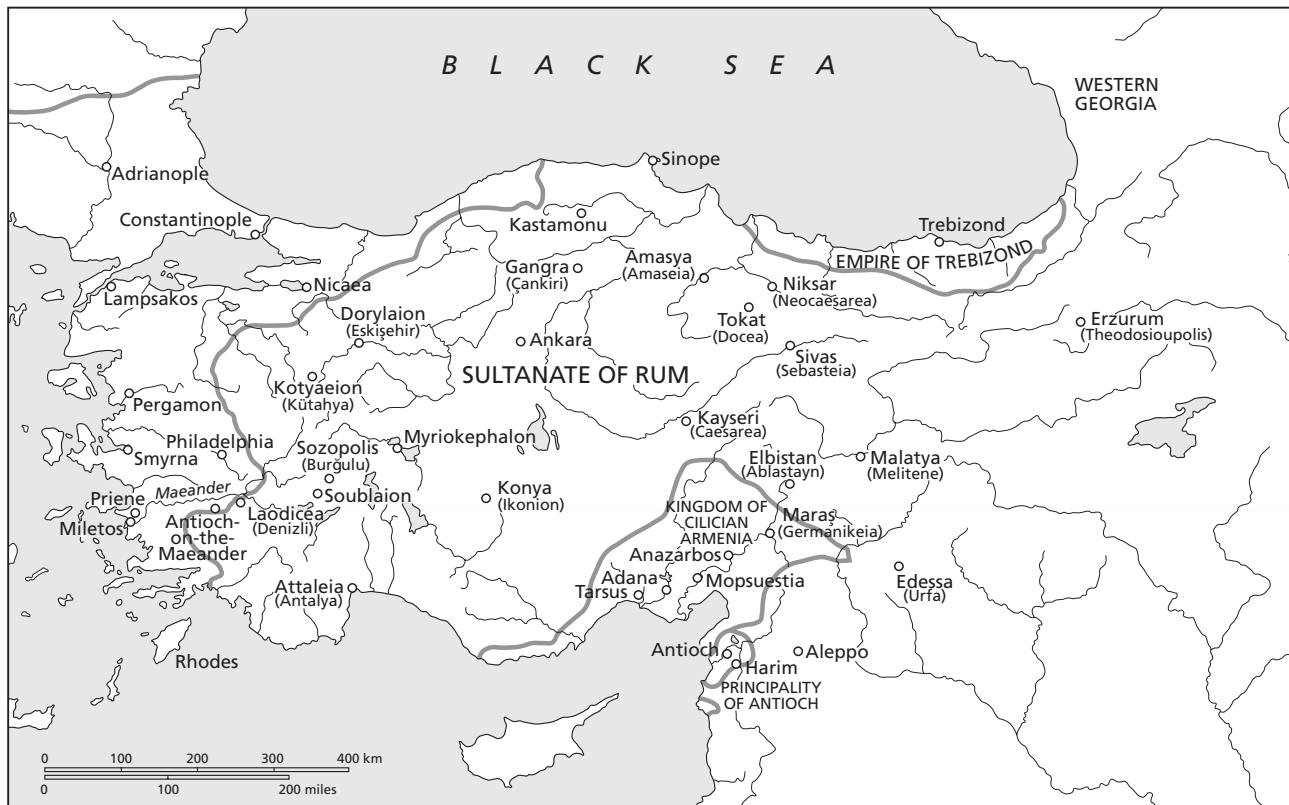 BLACK SEA
WESTERN
GEORGIA
Adrianople
Sinope
Constantinople
Kastamonu
Trebizond
EMPIRE OF TREBIZOND
Gangra
(Çankiri)
Amasya
(Amaseia)
Nicaea
Lampsakos
Niksar
(Neocaesarea)
Dorylaion
(Eskişehir)
Tokat
(Docea)
Erzurum
(Theodosioupolis)
Ankara
Sivas
(Sebasteia)
SULTANATE OF RUM
Kotyaeion
(Kütahya)
Pergamon
Kayseri
(Caesarea)
Philadelphia
Myriokephalon
Smyrna
Sozopolis
(Burğulu)
Elbistan
(Ablastayn)
Malatya
(Melitene)
Maeander
Priene
Soublaion
Konya
(Ikonion)
KINGDOM OF
CILICIAN
ARMENIA
Miletos
Antioch-
on-the-
Maeander
Laodicea
(Denizli)
Maraş
(Germanikeia)
Anazarbos
Adana
Mopsuestia
Tarsus
Edessa
(Urfa)
Attaleia
(Antalya)
Rhodes
Antioch
Aleppo
Harim
PRINCIPALITY
OF ANTIOCH
0 100 200 300 400 km
0 100 200 miles